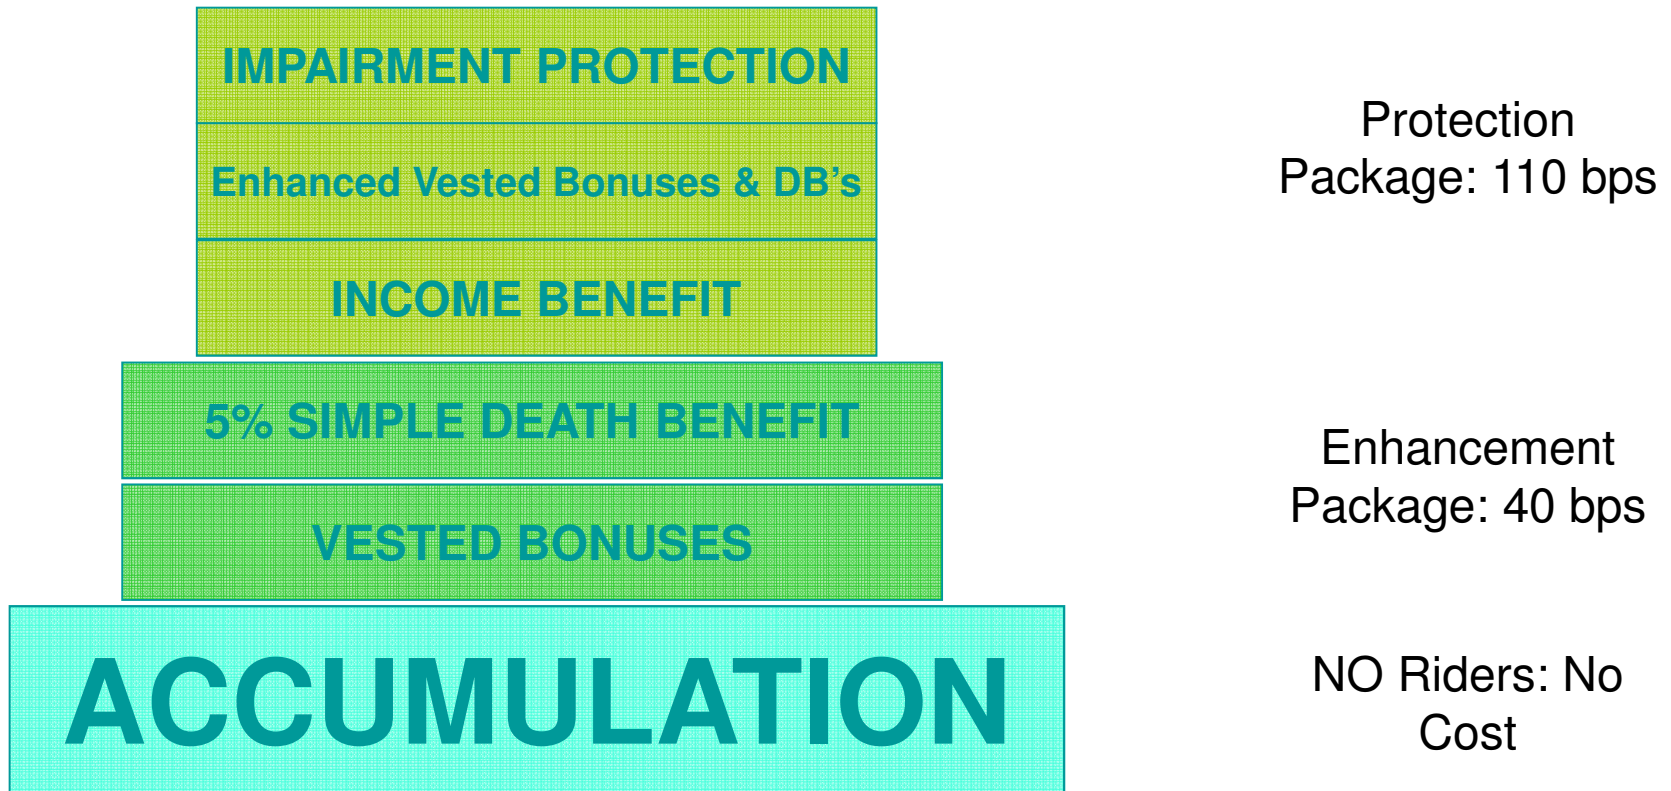 IMPAIRMENT PROTECTION
Enhanced Vested Bonuses & DB’s
INCOME BENEFIT
Protection
Package: 110 bps
5% SIMPLE DEATH BENEFIT
VESTED BONUSES
Enhancement
Package: 40 bps
ACCUMULATION
NO Riders: No
Cost